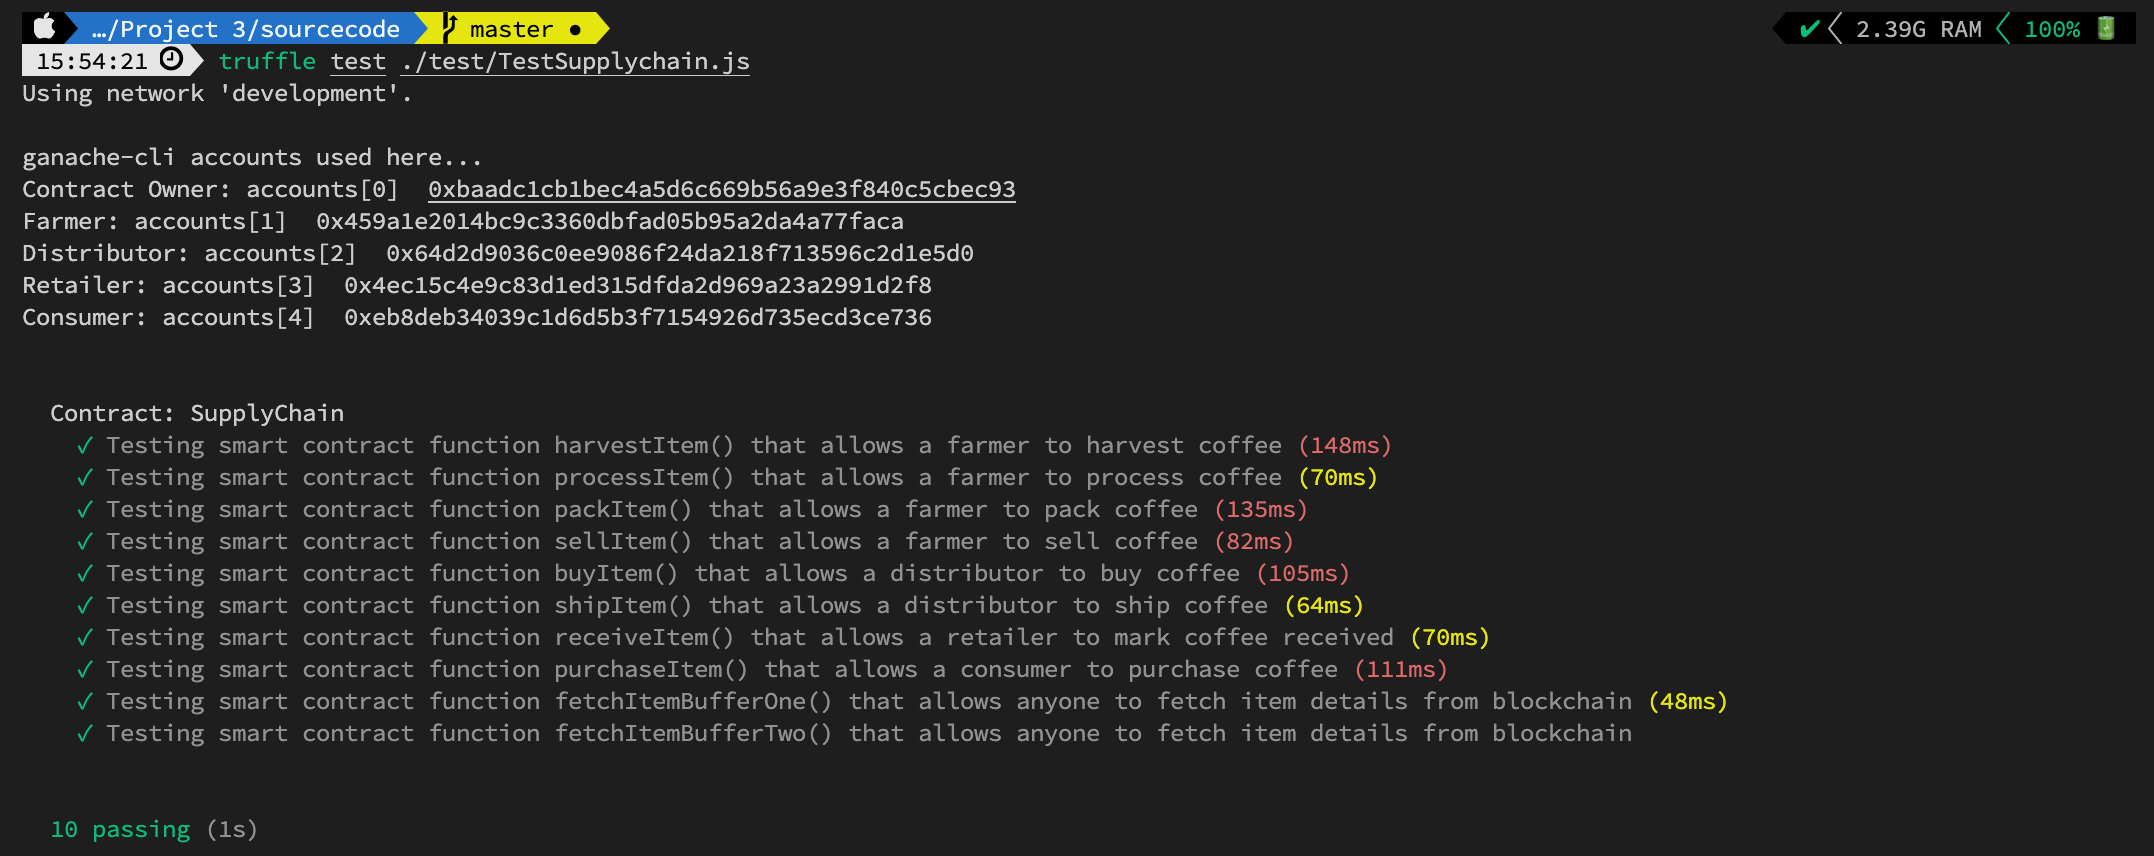 …/Project 3/sourcecode master ● ✔ 2.39G RAM 100%
15:54:21 truffle test ./test/TestSupplychain.js
Using network 'development'.
ganache-cli accounts used here...
Contract Owner: accounts[0] 0xbaadc1cb1bec4a5d6c669b56a9e3f840c5cbec93
Farmer: accounts[1] 0x459a1e2014bc9c3360dbfad05b95a2da4a77faca
Distributor: accounts[2] 0x64d2d9036c0ee9086f24da218f713596c2d1e5d0
Retailer: accounts[3] 0x4ec15c4e9c83d1ed315dfda2d969a23a2991d2f8
Consumer: accounts[4] 0xeb8deb34039c1d6d5b3f7154926d735ecd3ce736
Contract: SupplyChain
✓ Testing smart contract function harvestItem() that allows a farmer to harvest coffee (148ms)
✓ Testing smart contract function processItem() that allows a farmer to process coffee (70ms)
✓ Testing smart contract function packItem() that allows a farmer to pack coffee (135ms)
✓ Testing smart contract function sellItem() that allows a farmer to sell coffee (82ms)
✓ Testing smart contract function buyItem() that allows a distributor to buy coffee (105ms)
✓ Testing smart contract function shipItem() that allows a distributor to ship coffee (64ms)
✓ Testing smart contract function receiveItem() that allows a retailer to mark coffee received (70ms)
✓ Testing smart contract function purchaseItem() that allows a consumer to purchase coffee (111ms)
✓ Testing smart contract function fetchItemBufferOne() that allows anyone to fetch item details from blockchain (48ms)
✓ Testing smart contract function fetchItemBufferTwo() that allows anyone to fetch item details from blockchain
10 passing (1s)